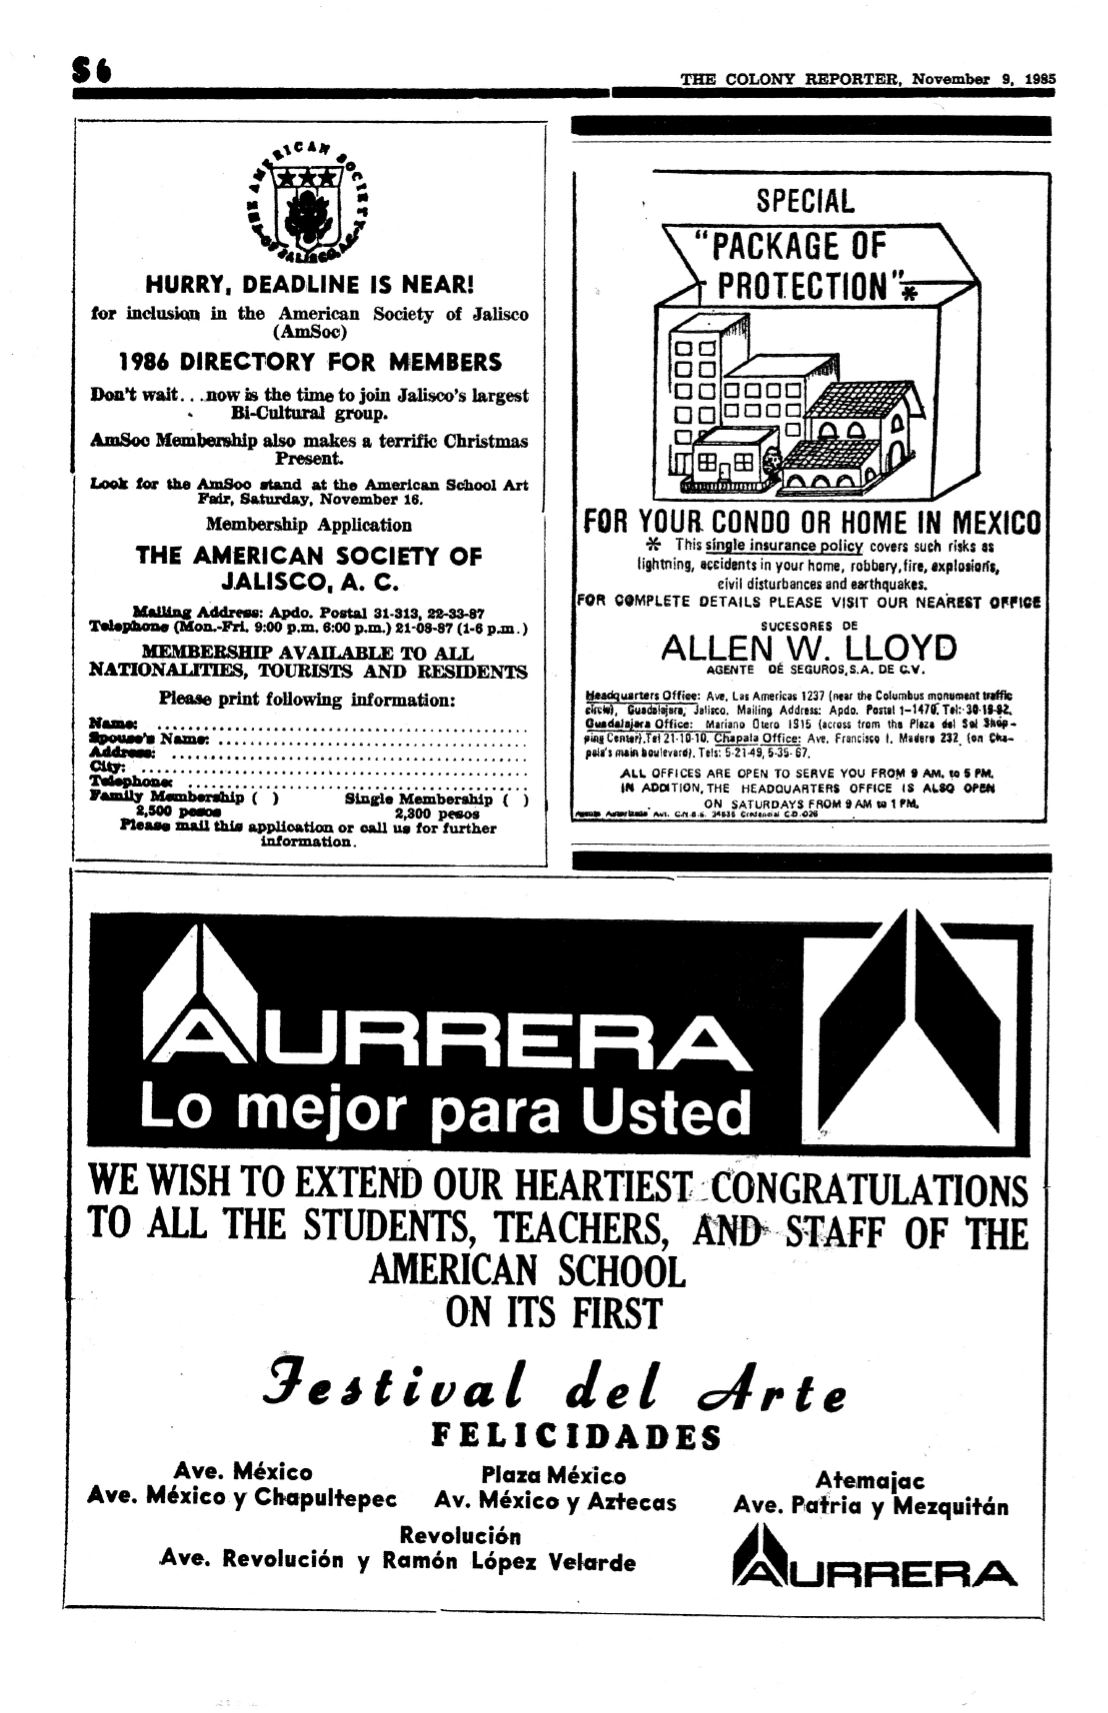 S6
THE COLONY REPORTER, November 9, 1985
THE AMERICAN SOCIETY OF JALISCO, A.C.
HURRY, DEADLINE IS NEAR!
for inclusion in the American Society of Jalisco
(AmSoc)
1986 DIRECTORY FOR MEMBERS
Don't wait. . .now is the time to join Jalisco's largest
Bi-Cultural group.
AmSoc Membership also makes a terrific Christmas
Present.
Look for the AmSoc stand at the American School Art
Fair, Saturday, November 16.
Membership Application
THE AMERICAN SOCIETY OF
JALISCO, A. C.
Mailing Address: Apdo. Postal 31-313, 22-33-87
Telephone (Mon.-Fri. 9:00 p.m. 6:00 p.m.) 21-08-87 (1-6 p.m.)
MEMBERSHIP AVAILABLE TO ALL
NATIONALITIES, TOURISTS AND RESIDENTS
Please print following information:
Name:
Spouse's Name:
Address:
City:
Telephone:
Family Membership ( ) Single Membership ( )
2,500 pesos 2,300 pesos
Please mail this application or call us for further
information.
SPECIAL
"PACKAGE OF
PROTECTION"*
FOR YOUR CONDO OR HOME IN MEXICO
* This single insurance policy covers such risks as
lightning, accidents in your home, robbery, fire, explosions,
civil disturbances and earthquakes.
FOR COMPLETE DETAILS PLEASE VISIT OUR NEAREST OFFICE
SUCESORES DE
ALLEN W. LLOYD
AGENTE DE SEGUROS, S.A. DE C.V.
Headquarters Office: Ave. Las Americas 1237 (near the Columbus monument traffic
circle), Guadalajara, Jalisco. Mailing Address: Apdo. Postal 1-1470. Tel: 30-19-92.
Guadalajara Office: Mariano Otero 1915 (across from the Plaza del Sol Shop-
ping Center). Tel 21-10-10. Chapala Office: Ave. Francisco I. Madero 232 (on Cha-
pala's main boulevard). Tels: 5-21-49, 5-35-67.
ALL OFFICES ARE OPEN TO SERVE YOU FROM 9 AM. to 5 PM.
IN ADDITION, THE HEADQUARTERS OFFICE IS ALSO OPEN
ON SATURDAYS FROM 9 AM to 1 PM.
AURRERA
Lo mejor para Usted
WE WISH TO EXTEND OUR HEARTIEST CONGRATULATIONS
TO ALL THE STUDENTS, TEACHERS, AND STAFF OF THE
AMERICAN SCHOOL
ON ITS FIRST
Festival del Arte
FELICIDADES
Ave. México
Ave. México y Chapultepec
Plaza México
Av. México y Aztecas
Atemajac
Ave. Patria y Mezquitán
Revolución
Ave. Revolución y Ramón López Velarde
AURRERA